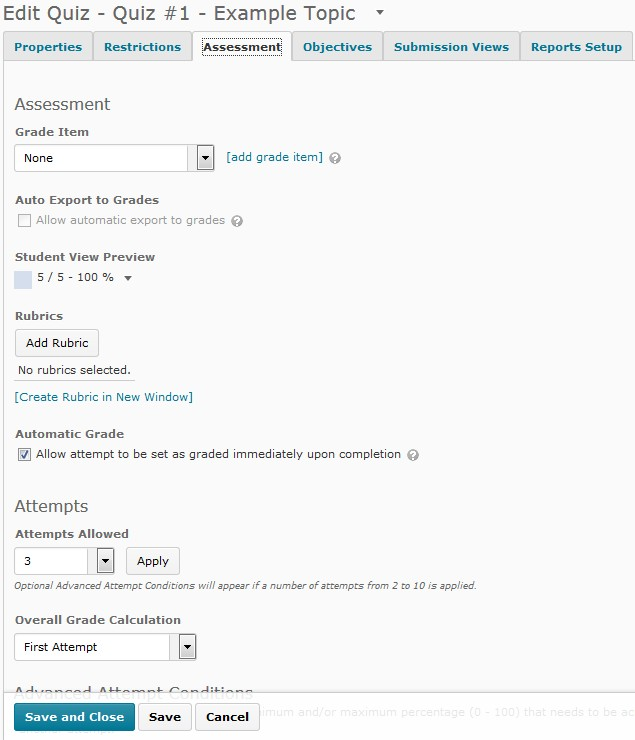 Edit Quiz - Quiz #1 - Example Topic
Properties Restrictions Assessment Objectives Submission Views Reports Setup
Assessment
Grade Item
None [add grade item] ?
Auto Export to Grades
Allow automatic export to grades ?
Student View Preview
5 / 5 - 100 %
Rubrics
Add Rubric
No rubrics selected.
[Create Rubric in New Window]
Automatic Grade
Allow attempt to be set as graded immediately upon completion ?
Attempts
Attempts Allowed
3 Apply
Optional Advanced Attempt Conditions will appear if a number of attempts from 2 to 10 is applied.
Overall Grade Calculation
First Attempt
Advanced Attempt Conditions
Save and Close Save Cancel nimum and/or maximum percentage (0 - 100) that needs to be ac